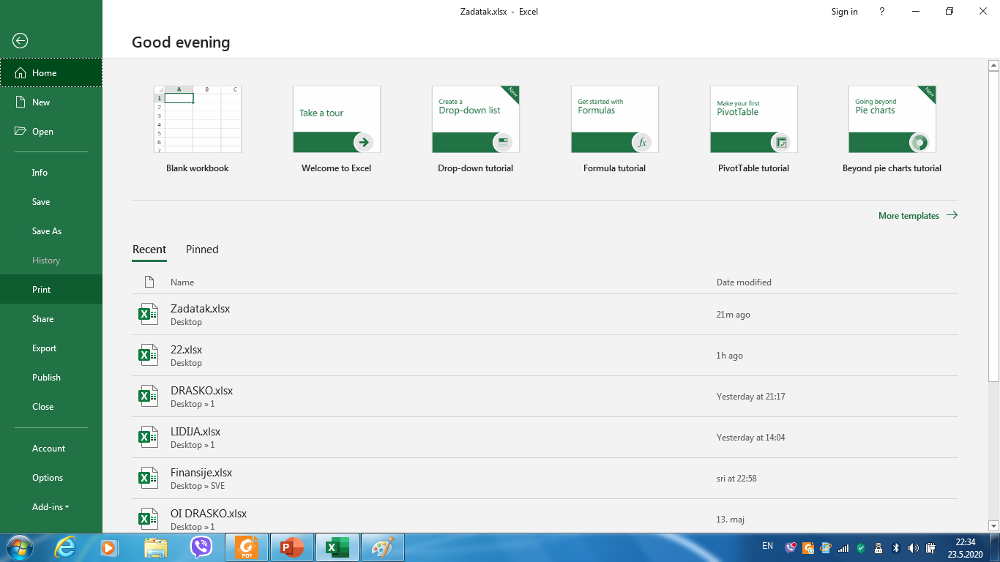 Zadatak.xlsx - Excel
Sign in ?
Good evening
Home
New
Open
Info
Save
Save As
History
Print
Share
Export
Publish
Close
Account
Options
Add-ins
A B C
1
2
3
4
5
6
7
Blank workbook
Take a tour
Welcome to Excel
Create a
Drop-down list
New
Drop-down tutorial
Get started with
Formulas
fx
Formula tutorial
Make your first
PivotTable
PivotTable tutorial
Going beyond
Pie charts
New
Beyond pie charts tutorial
More templates
Recent Pinned
Name Date modified
Zadatak.xlsx
Desktop
21m ago
22.xlsx
Desktop
1h ago
DRASKO.xlsx
Desktop » 1
Yesterday at 21:17
LIDIJA.xlsx
Desktop » 1
Yesterday at 14:04
Finansije.xlsx
Desktop » SVE
sri at 22:58
OI DRASKO.xlsx
Desktop » 1
13. maj
PDF
P
X
EN
22:34
23.5.2020